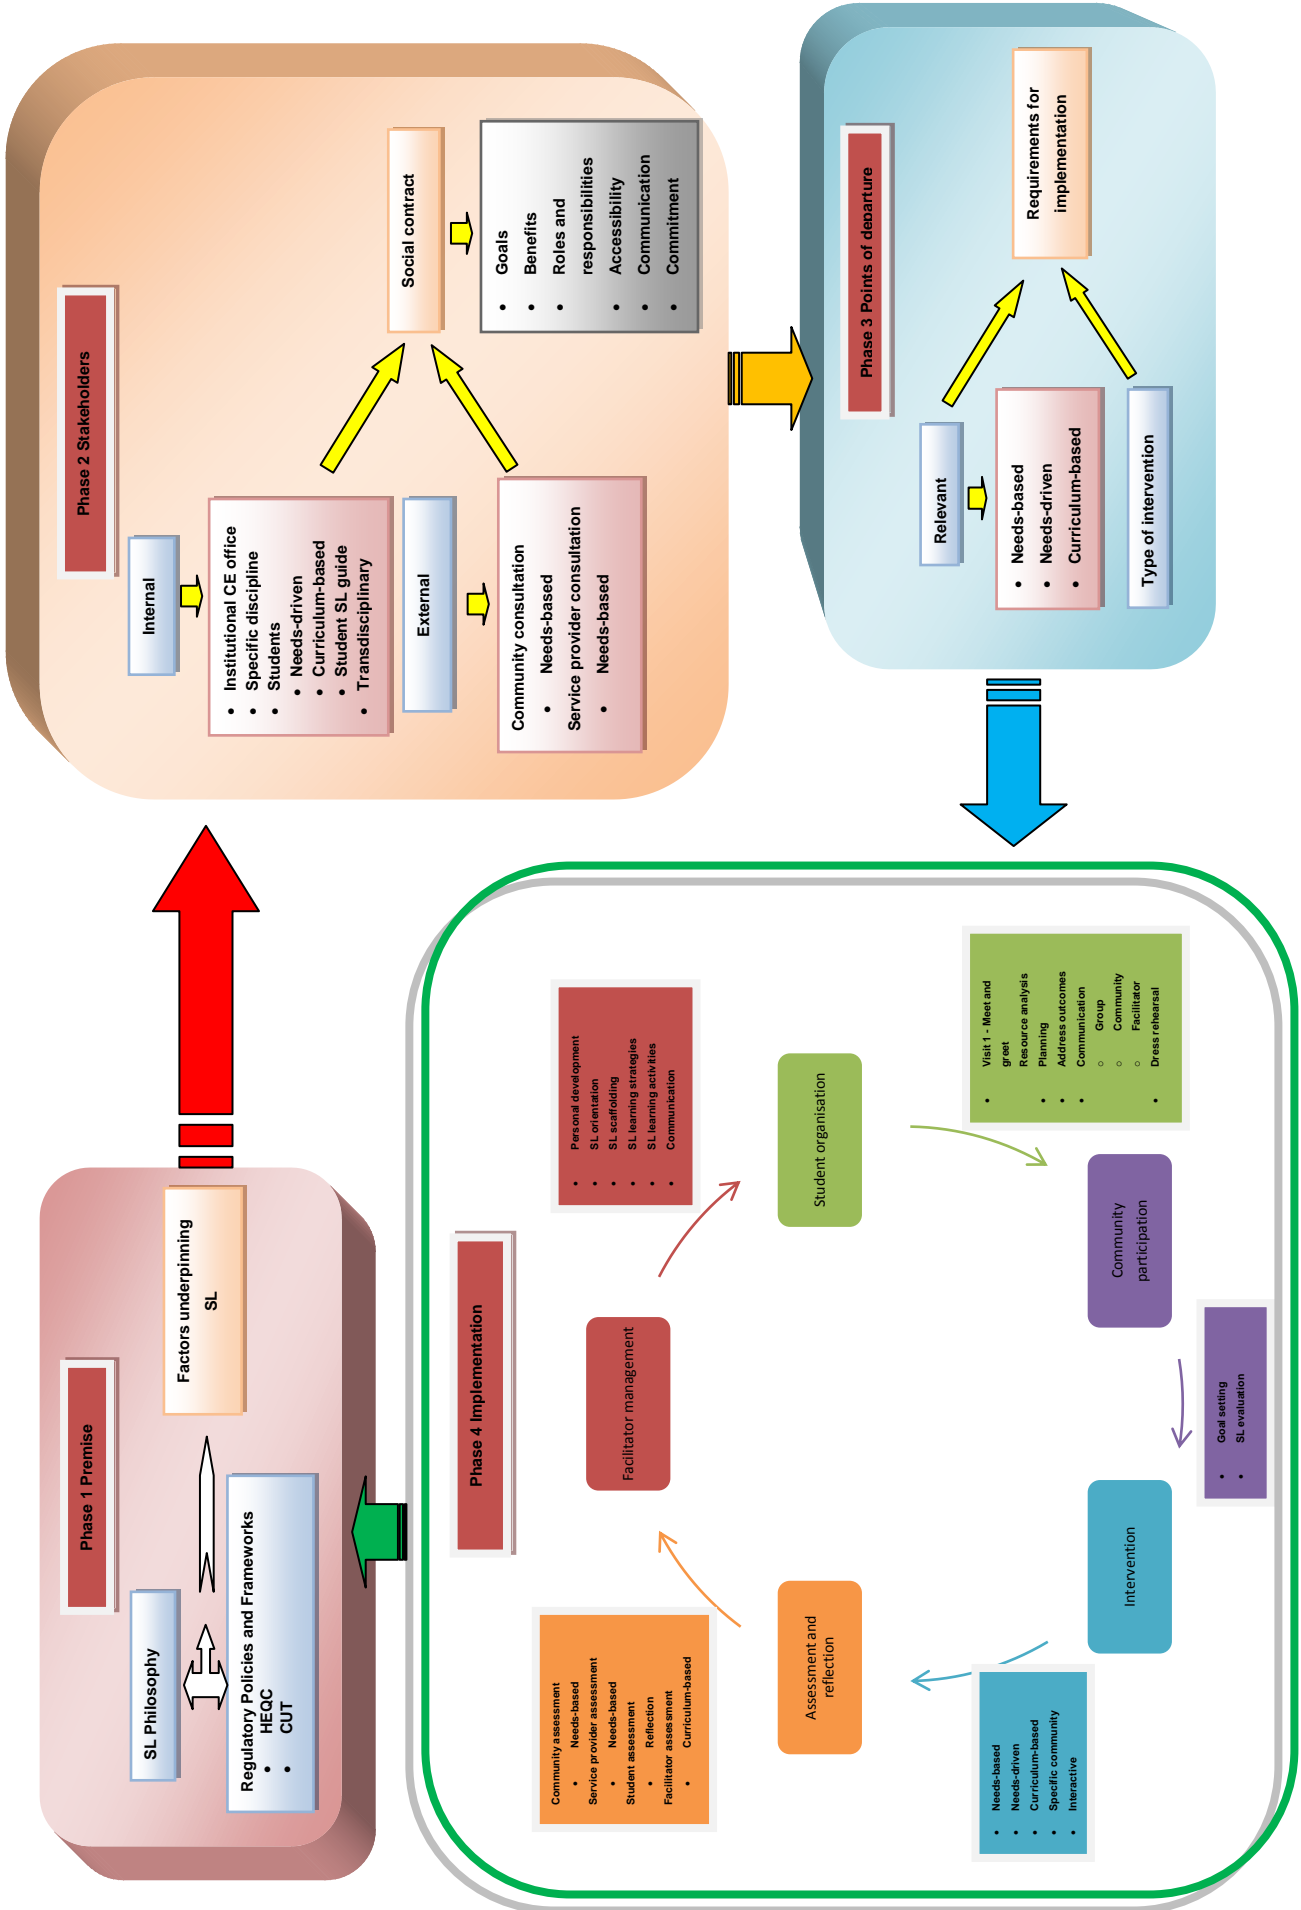 Phase 1 Premise
SL Philosophy
Regulatory Policies and Frameworks
• HEQC
• CUT
Factors underpinning
SL
Phase 2 Stakeholders
Internal
• Institutional CE office
• Specific discipline
• Students
• Needs-driven
• Curriculum-based
• Student SL guide
• Transdisciplinary
External
Community consultation
• Needs-based
Service provider consultation
• Needs-based
Social contract
• Goals
• Benefits
• Roles and
responsibilities
• Accessibility
• Communication
• Commitment
Phase 3 Points of departure
Relevant
• Needs-based
• Needs-driven
• Curriculum-based
Type of intervention
Requirements for
implementation
Phase 4 Implementation
Facilitator management
• Personal development
• SL orientation
• SL scaffolding
• SL learning strategies
• SL learning activities
• Communication
Student organisation
• Visit 1 - Meet and
greet
Resource analysis
• Planning
• Address outcomes
• Communication
○ Group
○ Community
○ Facilitator
• Dress rehearsal
Community
participation
• Goal setting
• SL evaluation
Intervention
• Needs-based
• Needs-driven
• Curriculum-based
• Specific community
• Interactive
Assessment and
reflection
Community assessment
• Needs-based
Service provider assessment
• Needs-based
Student assessment
• Reflection
Facilitator assessment
• Curriculum-based